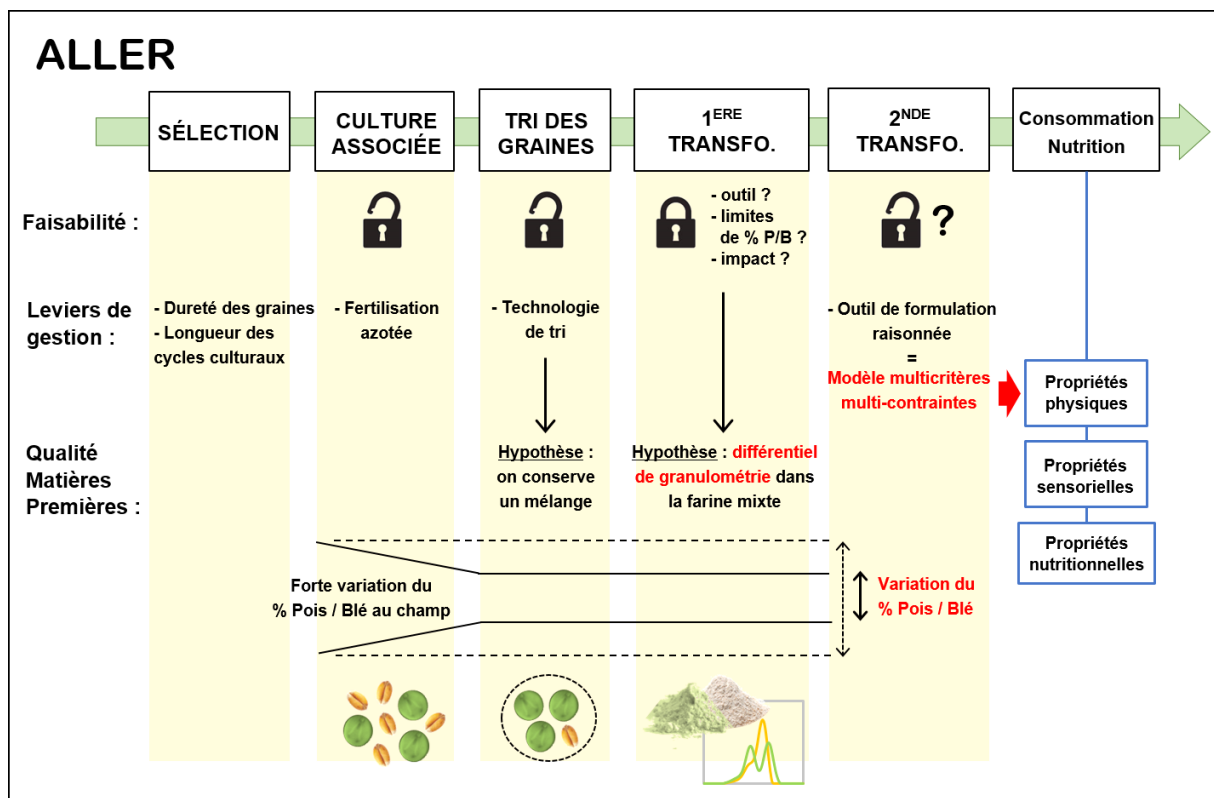 ALLER
SÉLECTION
CULTURE
ASSOCIÉE
TRI DES
GRAINES
1ERE
TRANSFO.
2NDE
TRANSFO.
Consommation
Nutrition
Faisabilité :
- outil ?
- limites
de % P/B ?
- impact ?
?
Leviers de
gestion :
- Dureté des graines
- Longueur des
cycles culturaux
- Fertilisation
azotée
- Technologie
de tri
- Outil de formulation
raisonnée
=
Modèle multicritères
multi-contraintes
Propriétés
physiques
Propriétés
sensorielles
Propriétés
nutritionnelles
Qualité
Matières
Premières :
Hypothèse :
on conserve
un mélange
Hypothèse : différentiel
de granulométrie dans
la farine mixte
Forte variation du
% Pois / Blé au champ
Variation du
% Pois / Blé